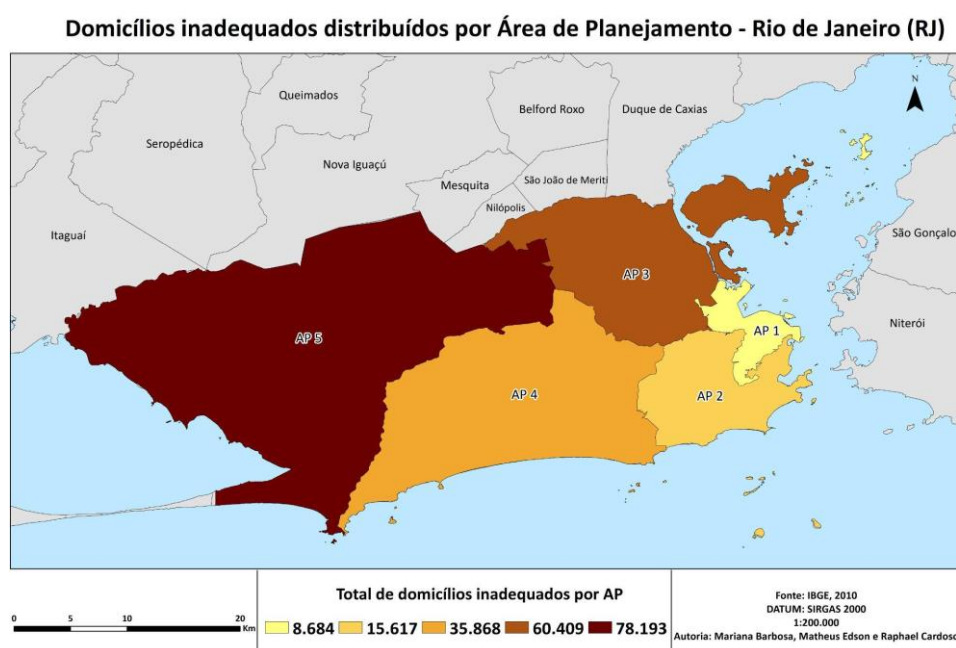 Domicílios inadequados distribuídos por Área de Planejamento - Rio de Janeiro (RJ)
N
Queimados
Belford Roxo
Duque de Caxias
Seropédica
Nova Iguaçú
Mesquita
São João de Meriti
Nilópolis
Itaguaí
São Gonçalo
AP 3
Niterói
AP 1
AP 5
AP 4
AP 2
Total de domicílios inadequados por AP
8.684 15.617 35.868 60.409 78.193
0 10 20
Km
Fonte: IBGE, 2010
DATUM: SIRGAS 2000
1:200.000
Autoria: Mariana Barbosa, Matheus Edson e Raphael Cardoso